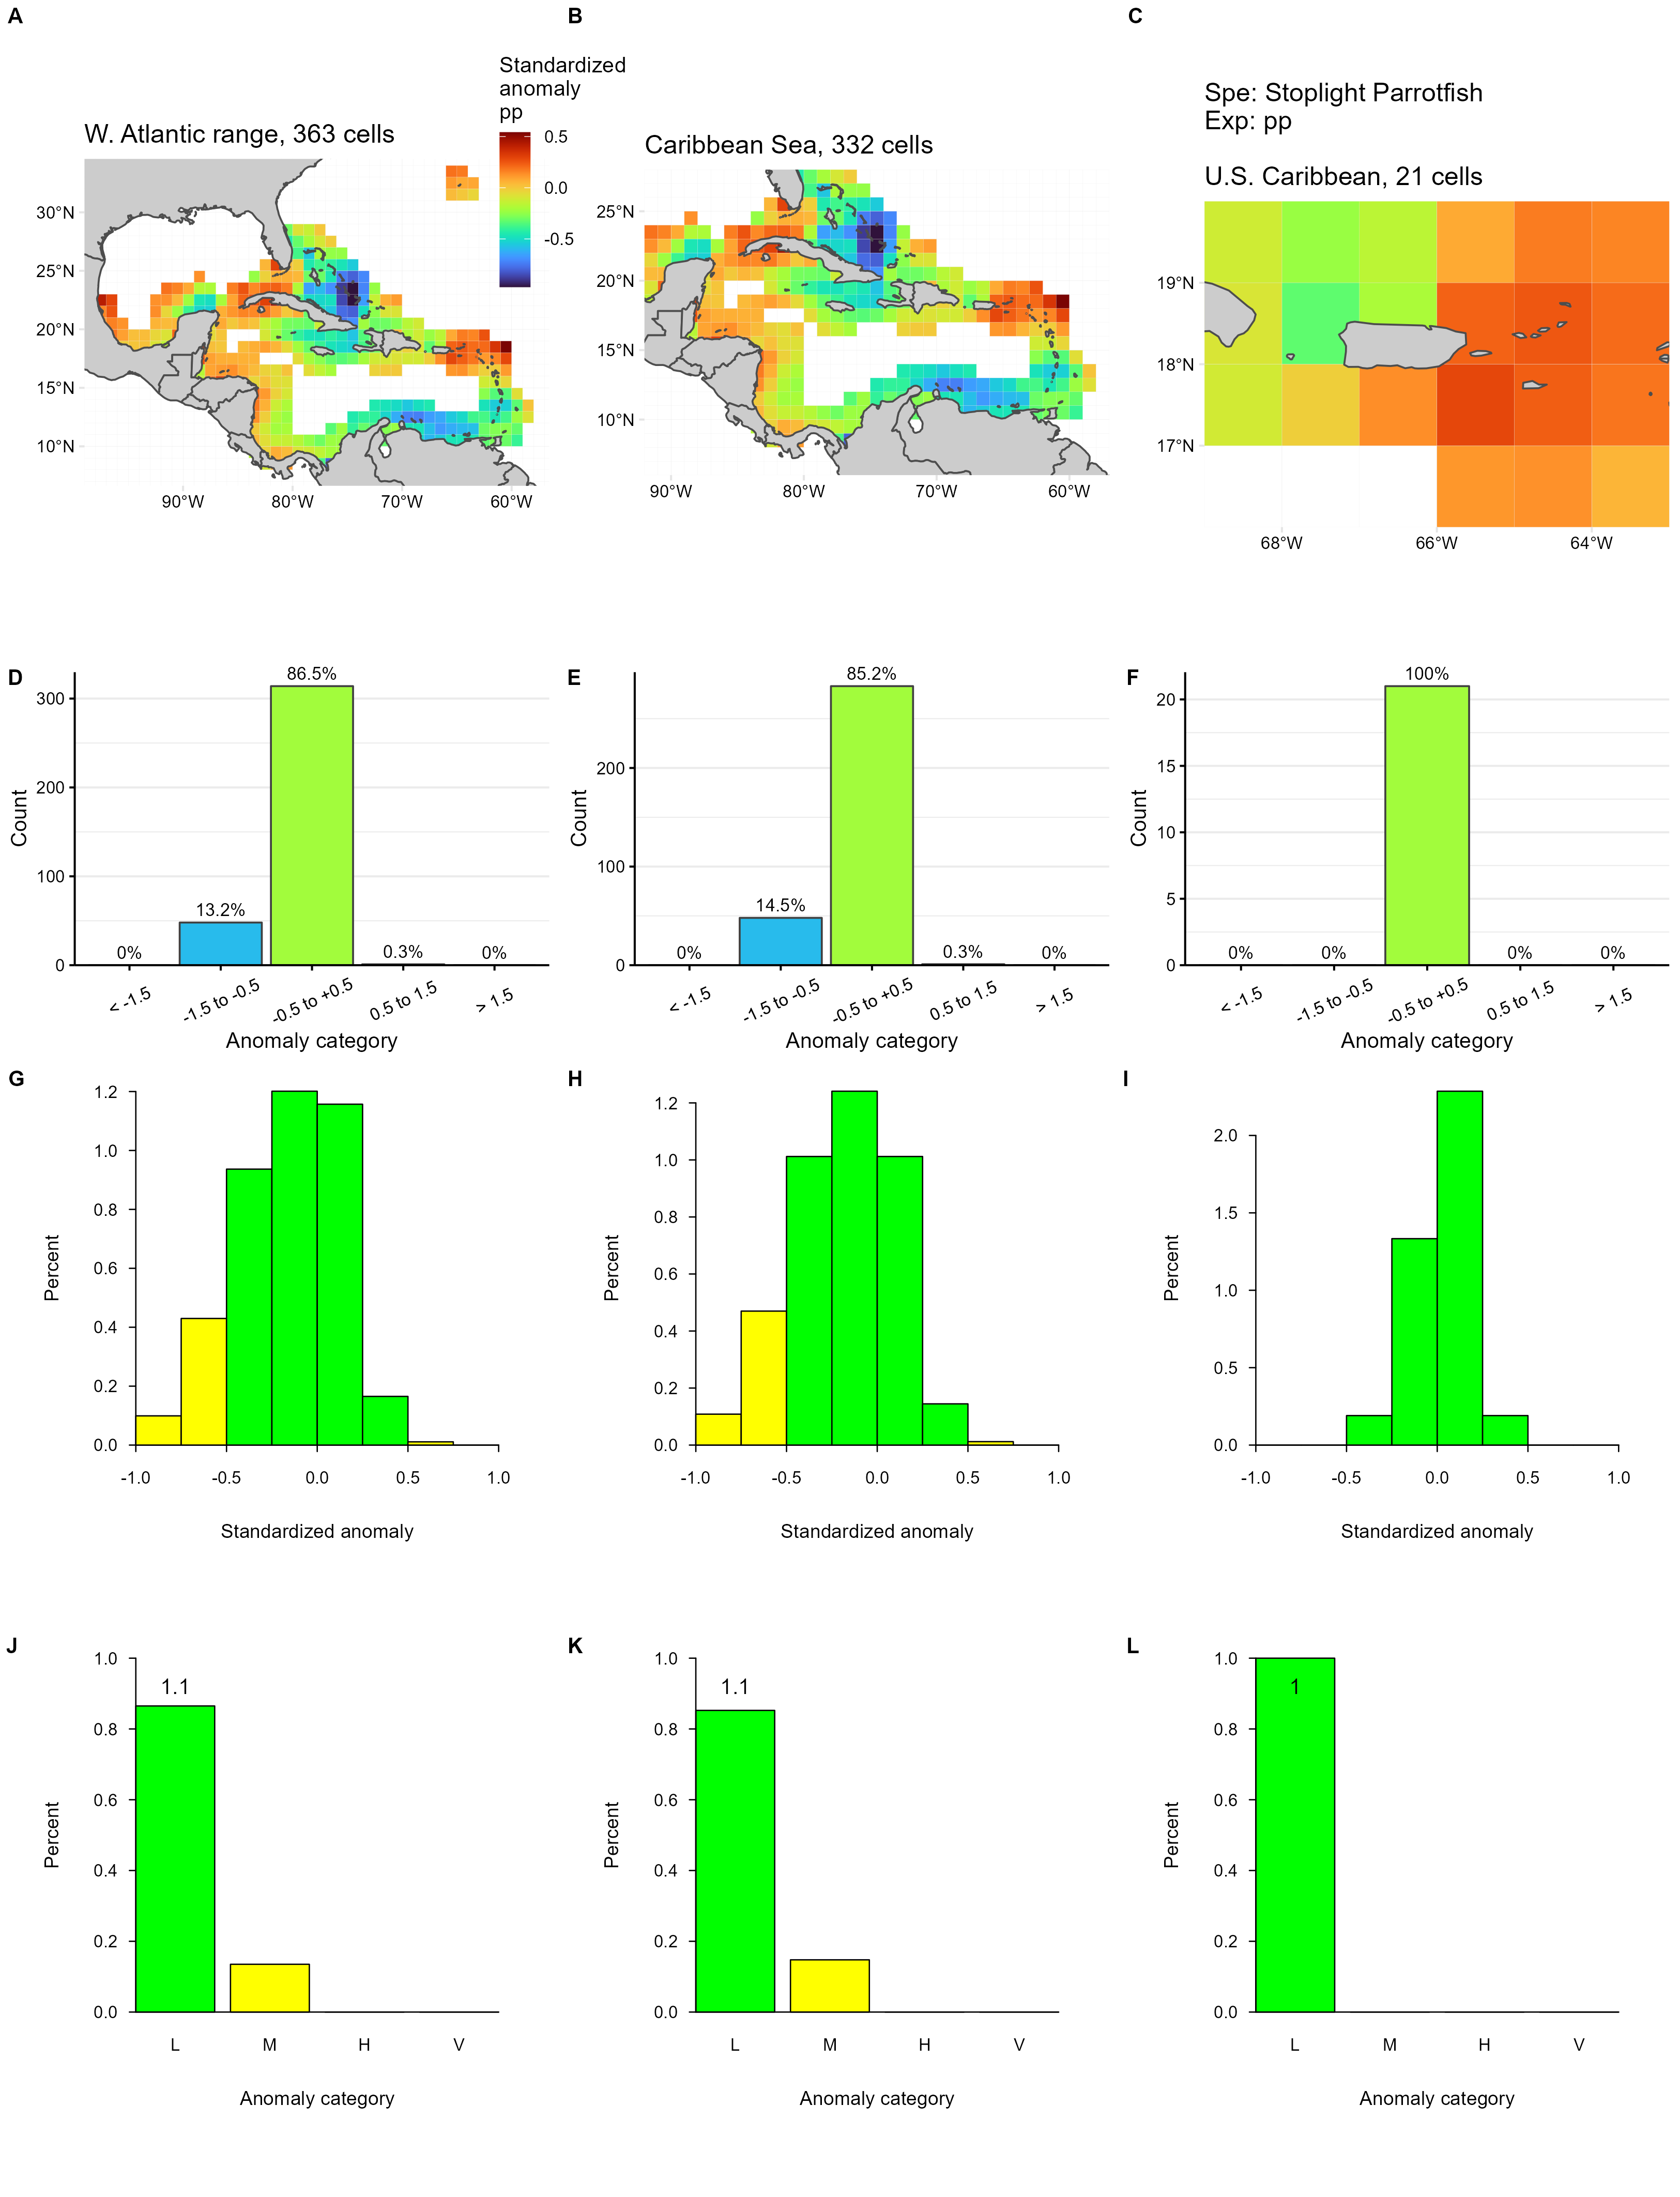 A
B
C
Standardized
anomaly
pp
W. Atlantic range, 363 cells
0.5
0.0
-0.5
30°N
25°N
20°N
15°N
10°N
90°W
80°W
70°W
60°W
Caribbean Sea, 332 cells
25°N
20°N
15°N
10°N
90°W
80°W
70°W
60°W
Spe: Stoplight Parrotfish
Exp: pp
U.S. Caribbean, 21 cells
19°N
18°N
17°N
68°W
66°W
64°W
D
Count
300
200
100
0
0%
13.2%
86.5%
0.3%
0%
< -1.5
-1.5 to -0.5
-0.5 to +0.5
0.5 to 1.5
> 1.5
Anomaly category
E
Count
200
100
0
0%
14.5%
85.2%
0.3%
0%
< -1.5
-1.5 to -0.5
-0.5 to +0.5
0.5 to 1.5
> 1.5
Anomaly category
F
Count
20
15
10
5
0
0%
0%
100%
0%
0%
< -1.5
-1.5 to -0.5
-0.5 to +0.5
0.5 to 1.5
> 1.5
Anomaly category
G
Percent
1.2
1.0
0.8
0.6
0.4
0.2
0.0
-1.0
-0.5
0.0
0.5
1.0
Standardized anomaly
H
Percent
1.2
1.0
0.8
0.6
0.4
0.2
0.0
-1.0
-0.5
0.0
0.5
1.0
Standardized anomaly
I
Percent
2.0
1.5
1.0
0.5
0.0
-1.0
-0.5
0.0
0.5
1.0
Standardized anomaly
J
Percent
1.0
0.8
0.6
0.4
0.2
0.0
1.1
L
M
H
V
Anomaly category
K
Percent
1.0
0.8
0.6
0.4
0.2
0.0
1.1
L
M
H
V
Anomaly category
L
Percent
1.0
0.8
0.6
0.4
0.2
0.0
1
L
M
H
V
Anomaly category